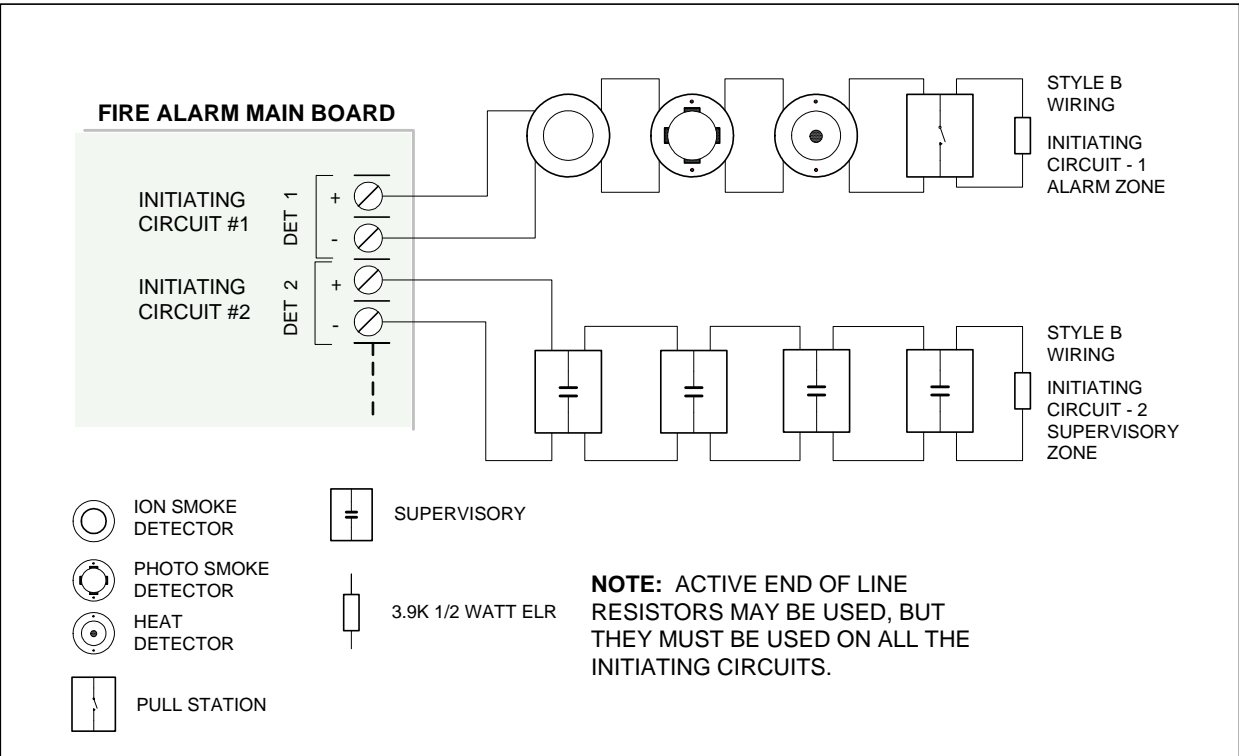 FIRE ALARM MAIN BOARD
INITIATING
CIRCUIT #1
DET 1
+
-
INITIATING
CIRCUIT #2
DET 2
+
-
STYLE B
WIRING
INITIATING
CIRCUIT - 1
ALARM ZONE
STYLE B
WIRING
INITIATING
CIRCUIT - 2
SUPERVISORY
ZONE
ION SMOKE
DETECTOR
PHOTO SMOKE
DETECTOR
HEAT
DETECTOR
PULL STATION
SUPERVISORY
3.9K 1/2 WATT ELR
NOTE: ACTIVE END OF LINE
RESISTORS MAY BE USED, BUT
THEY MUST BE USED ON ALL THE
INITIATING CIRCUITS.